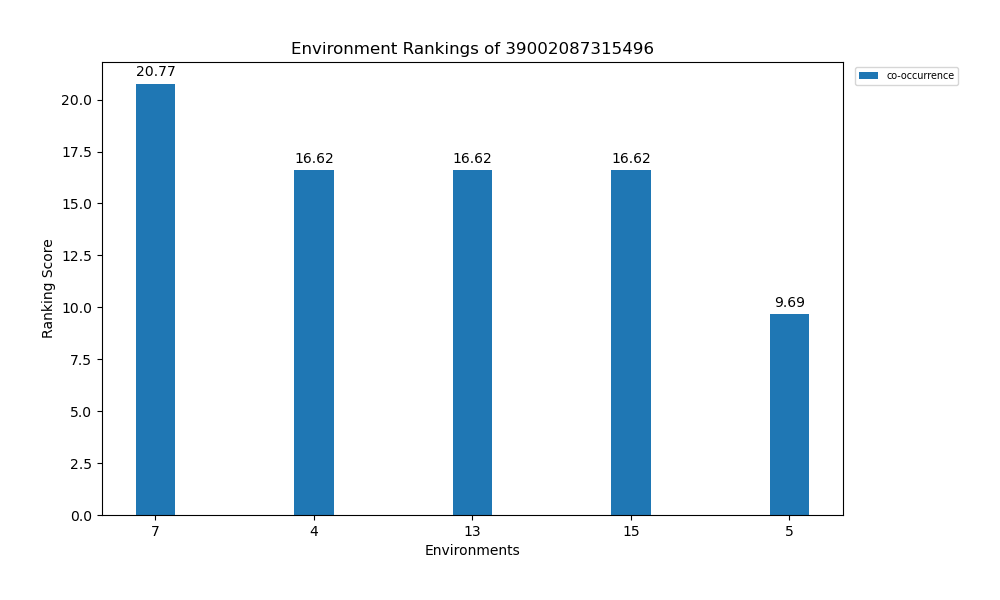 Environment Rankings of 39002087315496
co-occurrence
20.77
16.62
16.62
16.62
9.69
Ranking Score
20.0
17.5
15.0
12.5
10.0
7.5
5.0
2.5
0.0
7 4 13 15 5
Environments